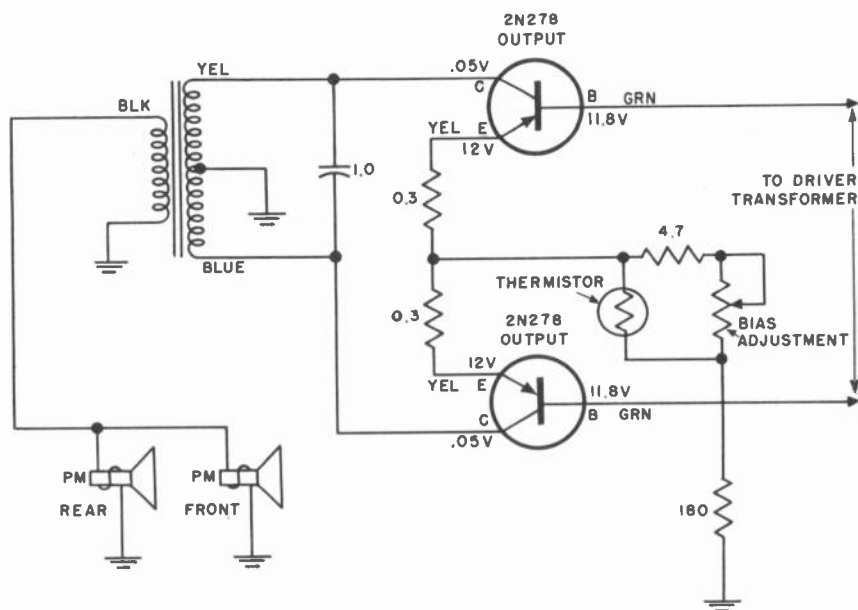 2N278
OUTPUT
YEL
.05V
C
BLK
B
GRN
11.8V
YEL
E
12V
1.0
TO DRIVER
TRANSFORMER
0.3
4.7
THERMISTOR
0.3
2N278
OUTPUT
BIAS
ADJUSTMENT
BLUE
12V
YEL
E
11.8V
B
GRN
C
.05V
PM
PM
REAR
FRONT
180